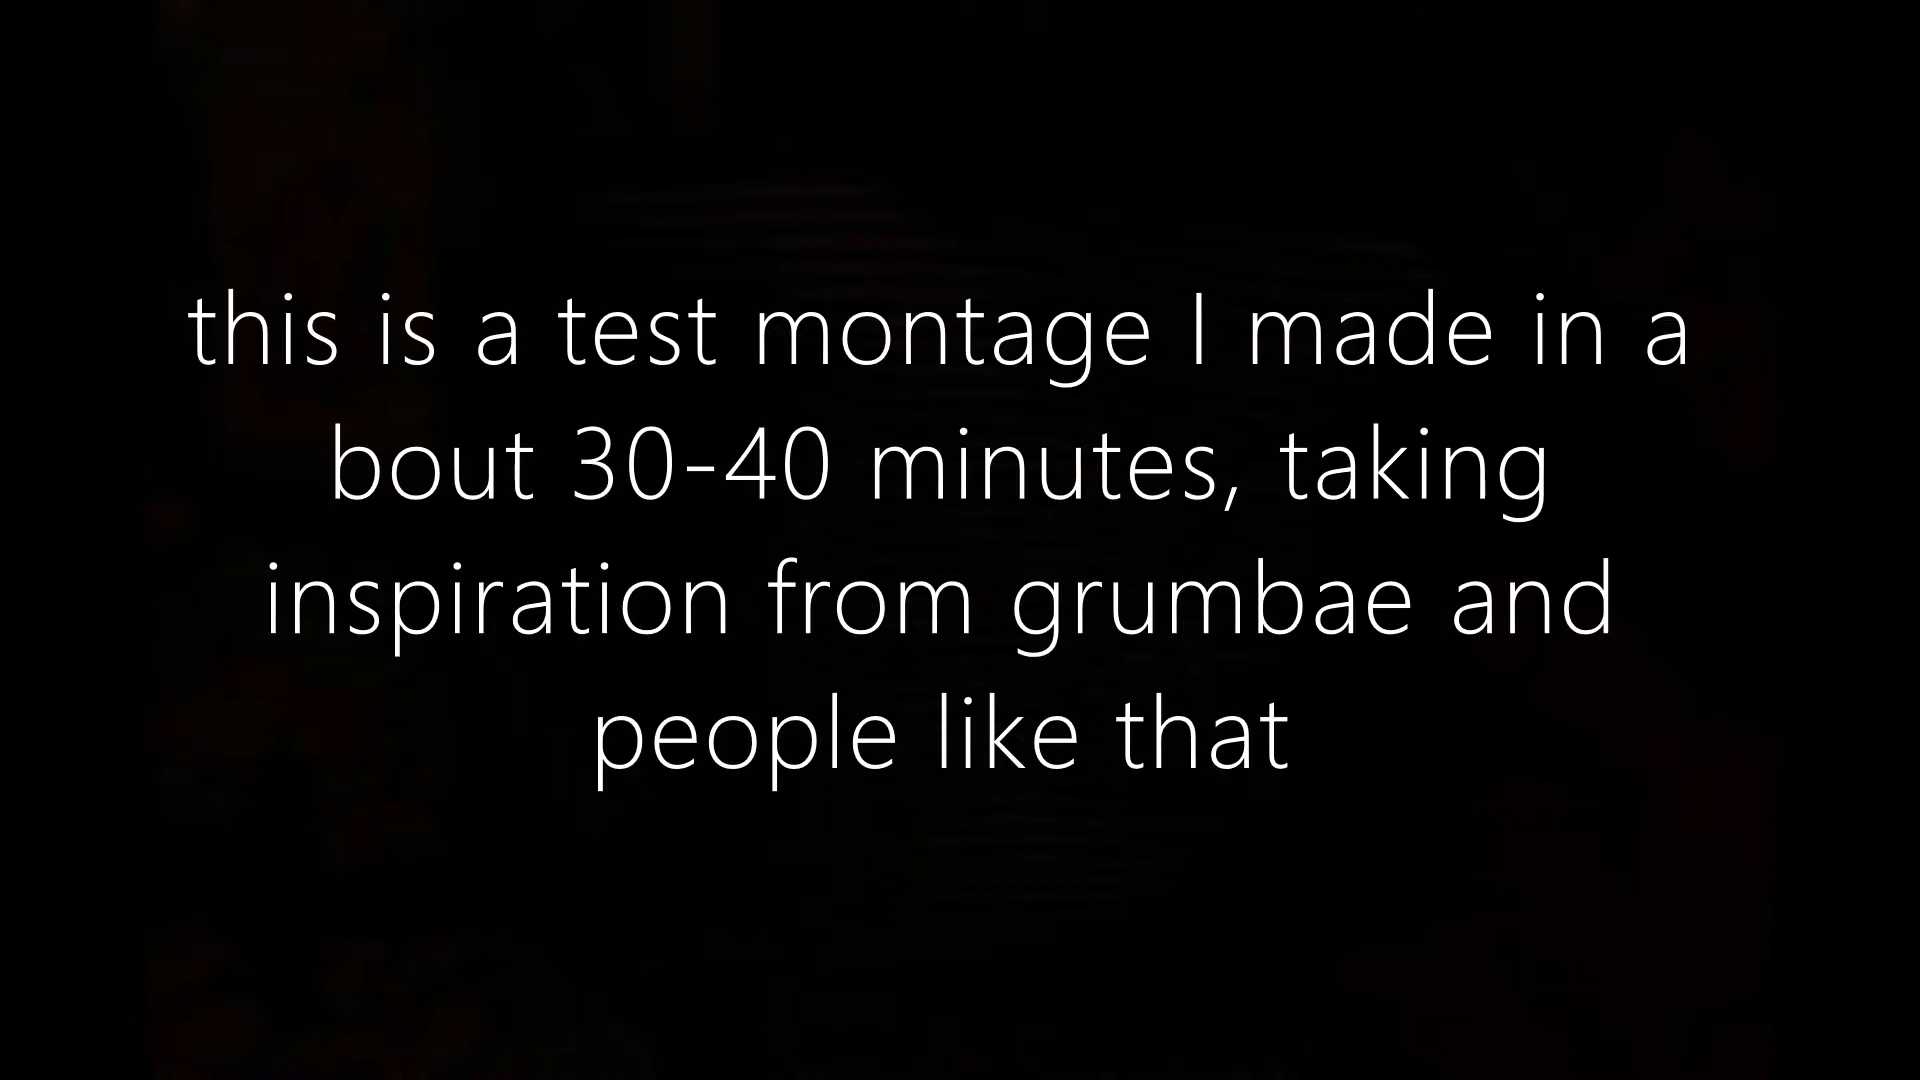 this is a test montage I made in a
bout 30-40 minutes, taking
inspiration from grumbae and
people like that